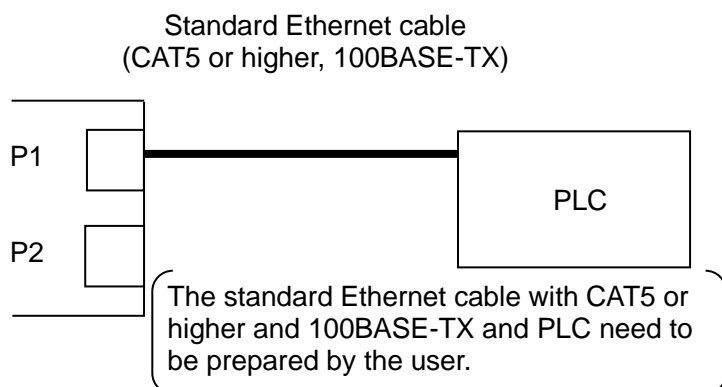 Standard Ethernet cable
(CAT5 or higher, 100BASE-TX)
P1
PLC
P2
The standard Ethernet cable with CAT5 or
higher and 100BASE-TX and PLC need to
be prepared by the user.